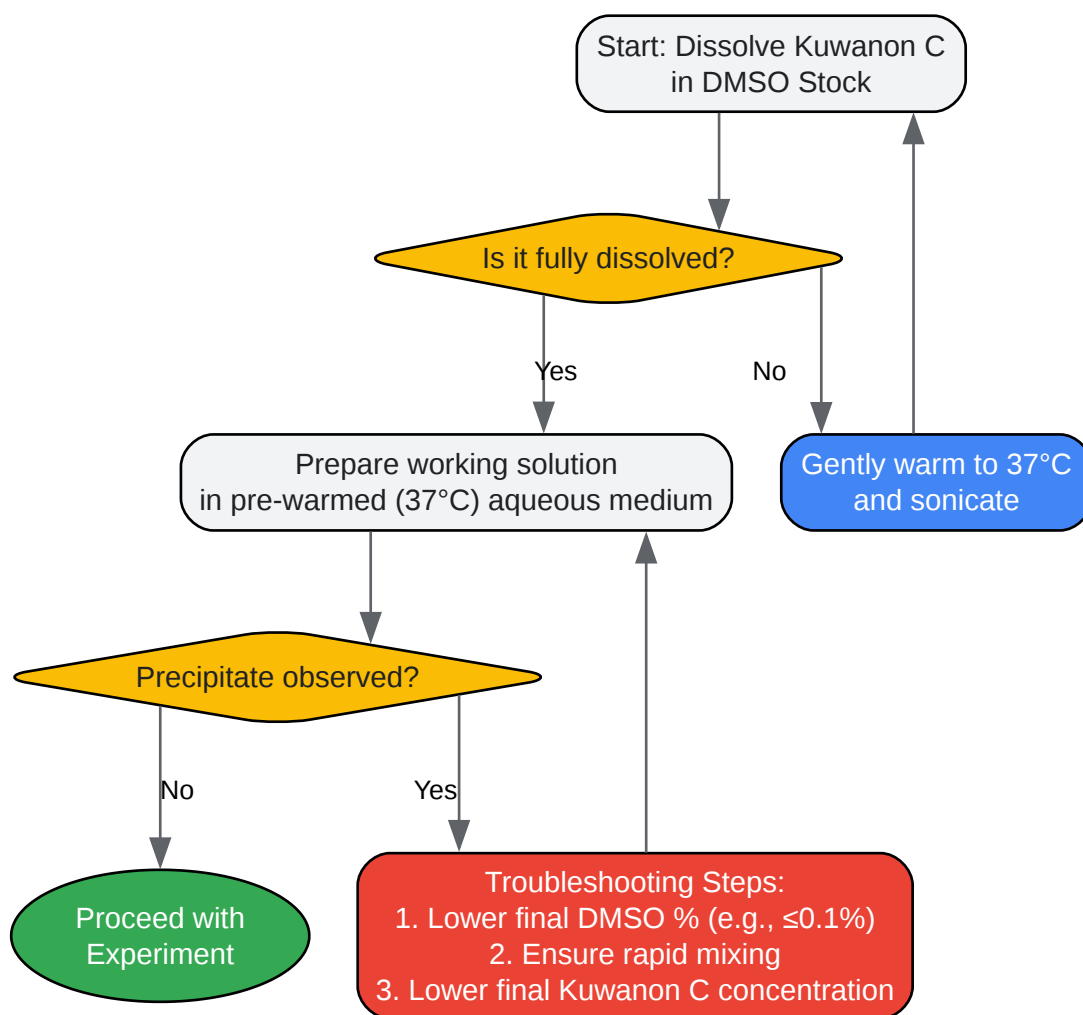 Start: Dissolve Kuwanon C
in DMSO Stock
Is it fully dissolved?
Yes
No
Prepare working solution
in pre-warmed (37°C) aqueous medium
Gently warm to 37°C
and sonicate
Precipitate observed?
No
Yes
Proceed with
Experiment
Troubleshooting Steps:
1. Lower final DMSO % (e.g., ≤0.1%)
2. Ensure rapid mixing
3. Lower final Kuwanon C concentration